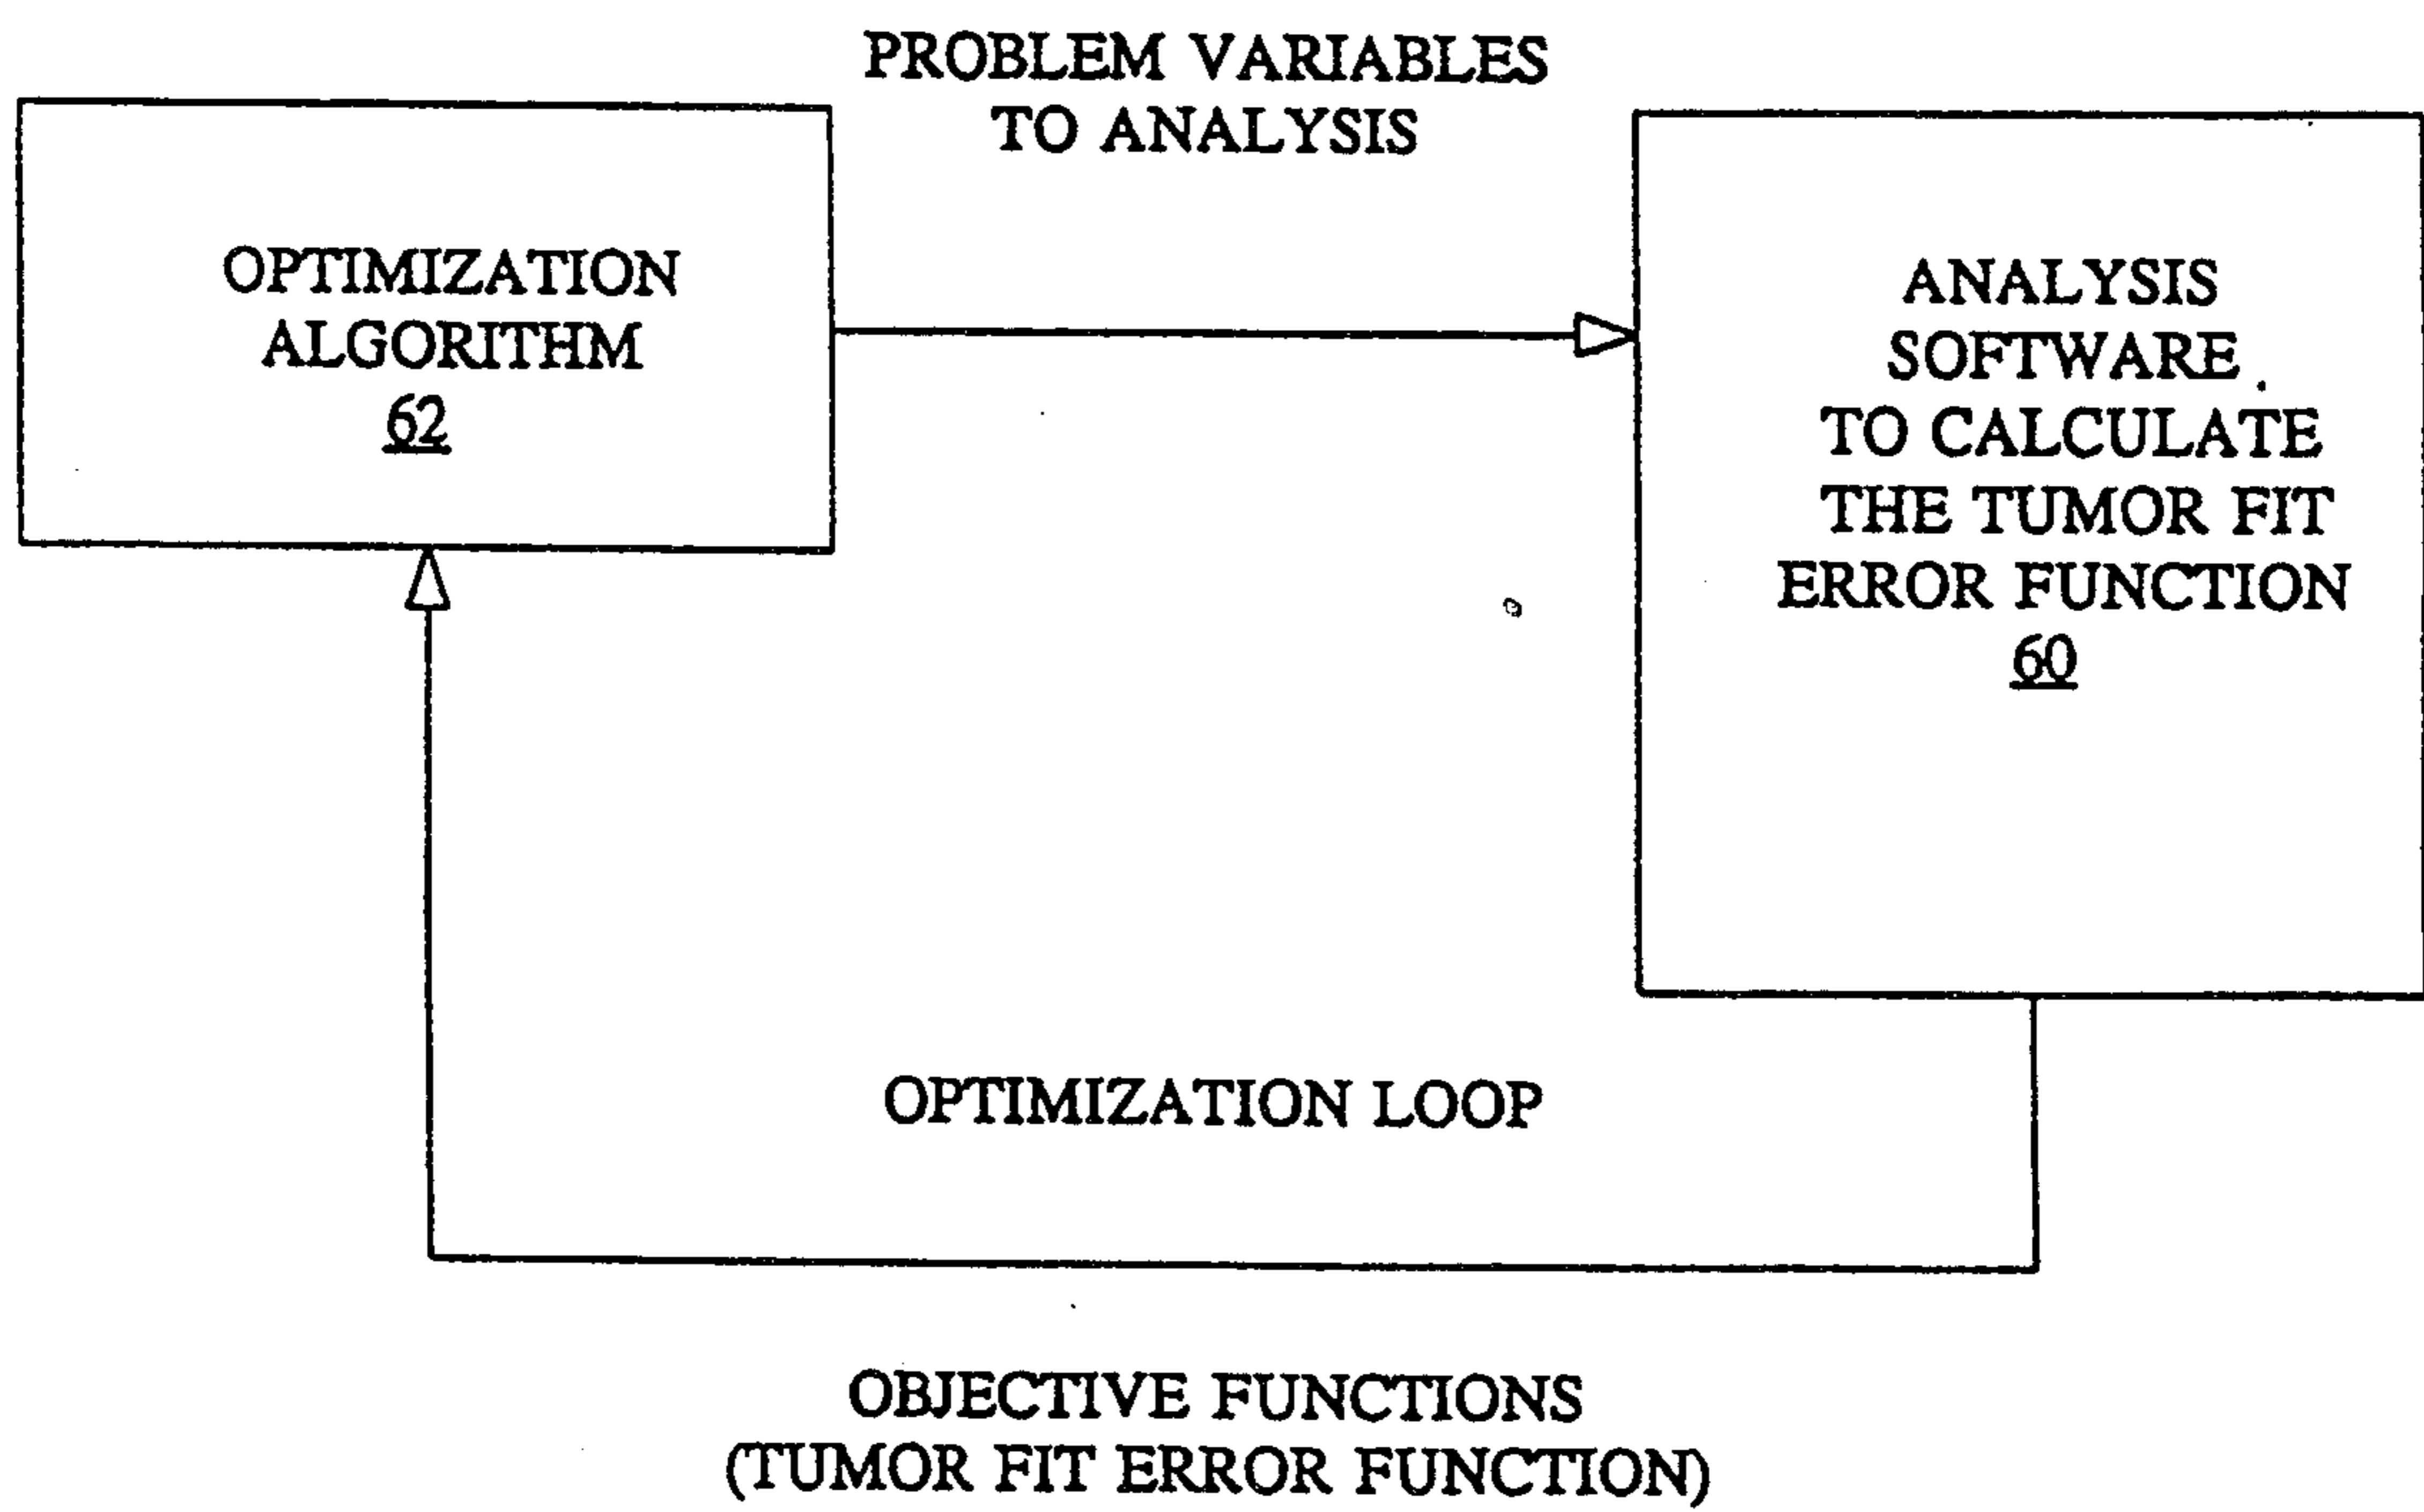 PROBLEM VARIABLES
TO ANALYSIS
OPTIMIZATION
ALGORITHM
62
ANALYSIS
SOFTWARE
TO CALCULATE
THE TUMOR FIT
ERROR FUNCTION
60
OPTIMIZATION LOOP
OBJECTIVE FUNCTIONS
(TUMOR FIT ERROR FUNCTION)